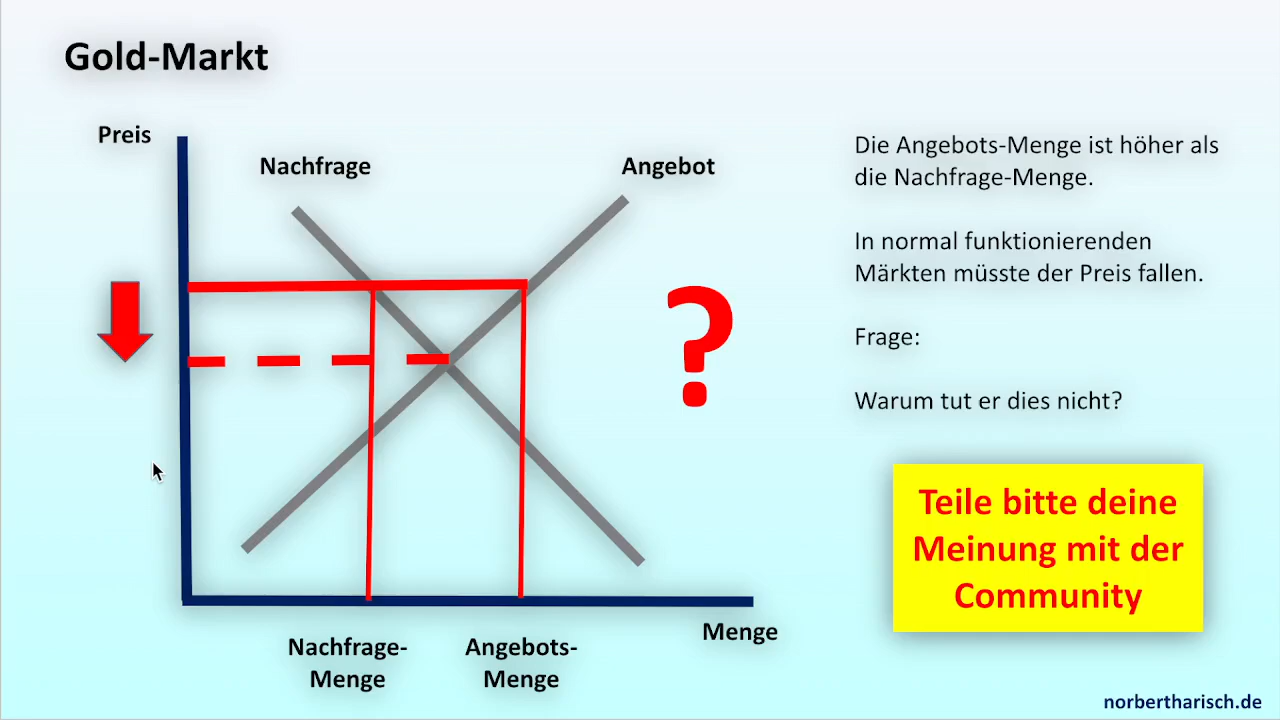 Gold-Markt
Preis
Nachfrage
Angebot
?
Nachfrage-
Menge
Angebots-
Menge
Menge
Die Angebots-Menge ist höher als
die Nachfrage-Menge.
In normal funktionierenden
Märkten müsste der Preis fallen.
Frage:
Warum tut er dies nicht?
Teile bitte deine
Meinung mit der
Community
norbertharisch.de